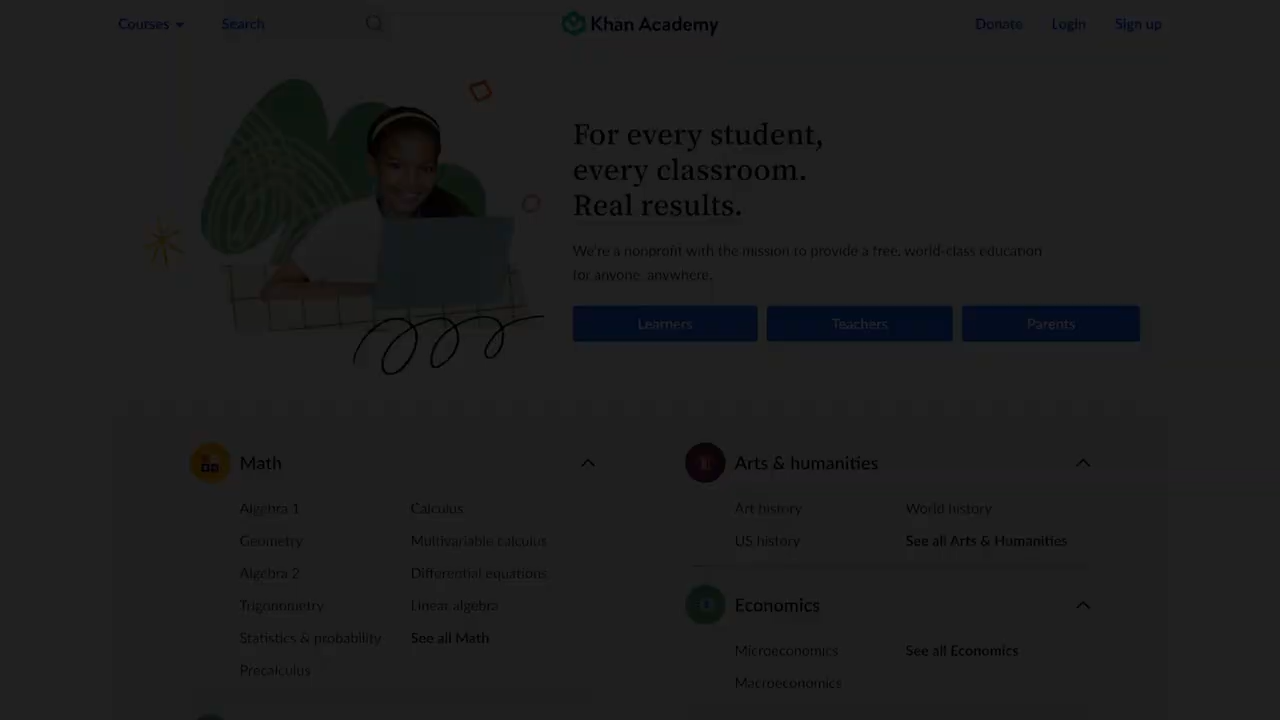 Courses
Search
Khan Academy
Donate
Login
Sign up
For every student,
every classroom.
Real results.
We're a nonprofit with the mission to provide a free, world-class education
for anyone, anywhere.
Learners
Teachers
Parents
Math
Algebra 1
Geometry
Algebra 2
Trigonometry
Statistics & probability
Precalculus
Calculus
Multivariable calculus
Differential equations
Linear algebra
See all Math
Arts & humanities
Art history
US history
World history
See all Arts & Humanities
Economics
Microeconomics
Macroeconomics
See all Economics